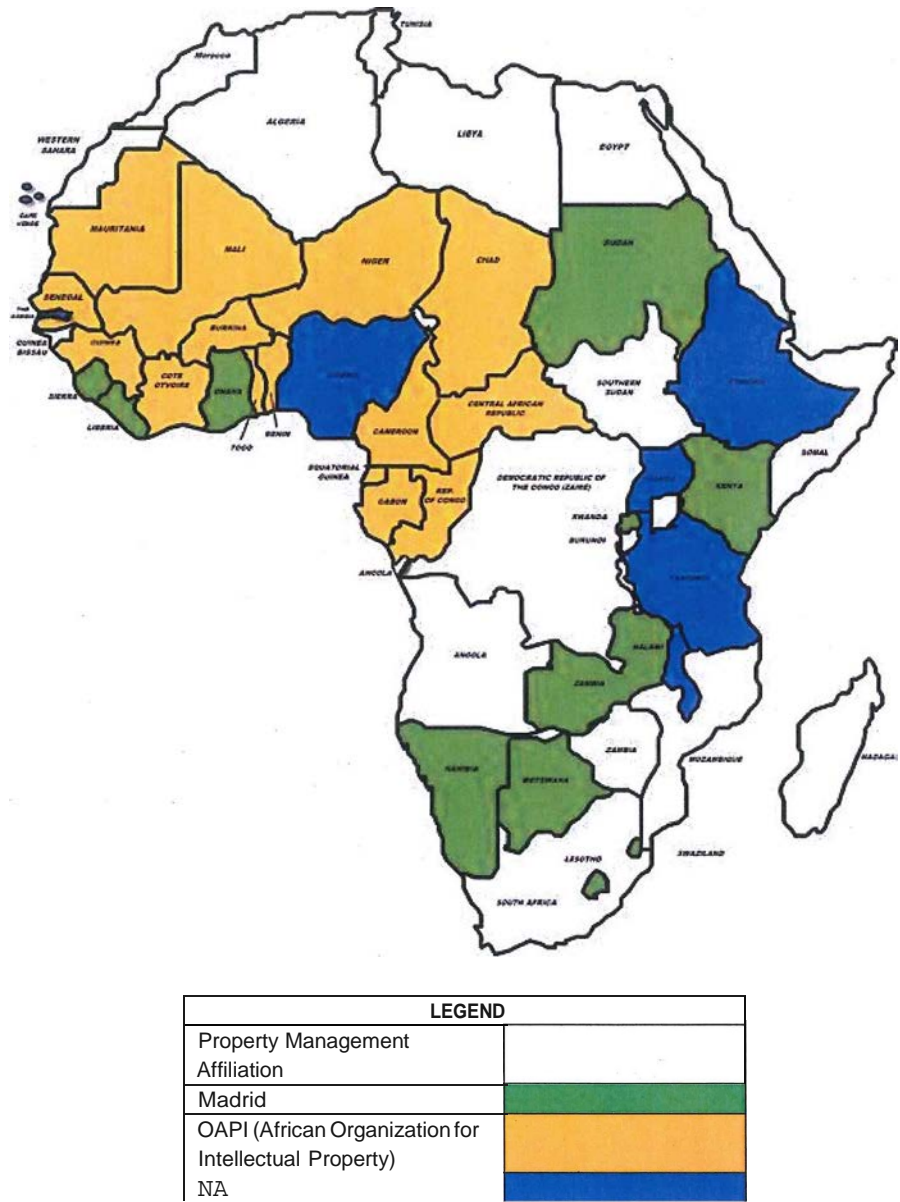 TUNISIA
Morocco
ALGERIA
LIBYA
EGYPT
WESTERN
SAHARA
CAPE
VERDE
MAURITANIA
MALI
NIGER
CHAD
SUDAN
SENEGAL
THE
GAMBIA
GUINEA
BISSAU
GUINEA
BURKINA
COTE
O'IVOIRE
GHANA
SIERRA
LIBERIA
TOGO
BENIN
CENTRAL AFRICAN
REPUBLIC
SOUTHERN
SUDAN
CAMEROON
EQUATORIAL
GUINEA
DEMOCRATIC REPUBLIC OF
THE CONGO (ZAIRE)
SOMAL
GABON
REP.
OF CONGO
KENYA
RWANDA
BURUNDI
ANGOLA
ANGOLA
MALAWI
ZAMBIA
ZAMBIA
MOZAMBIQUE
MADAGAS
NAMIBIA
BOTSWANA
LESOTHO
SWAZILAND
SOUTH AFRICA
LEGEND
Property Management
Affiliation
Madrid
OAPI (African Organization for
Intellectual Property)
NA